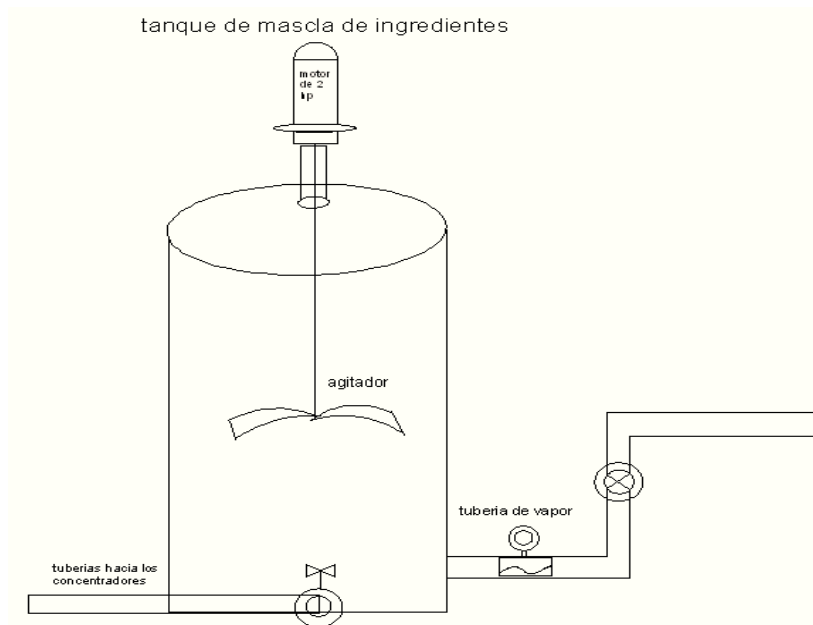 tanque de mascla de ingredientes
motor
de 2
hp
agitador
tuberia de vapor
tuberias hacia los
concentradores